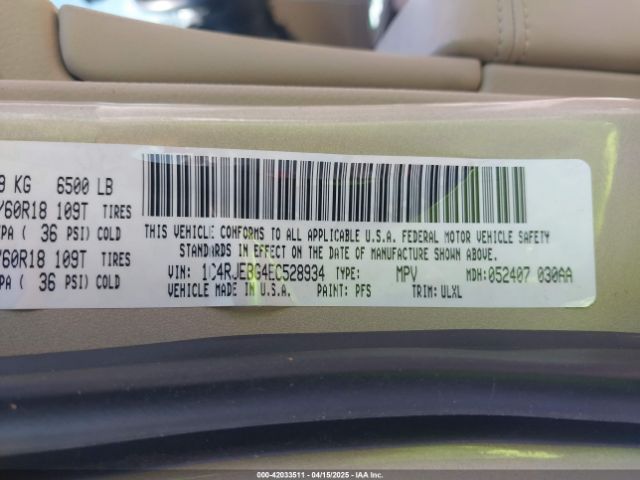 9 KG 6500 LB
/60R18 109T TIRES
PA ( 36 PSI) COLD
/60R18 109T TIRES
PA ( 36 PSI) COLD
THIS VEHICLE CONFORMS TO ALL APPLICABLE U.S.A. FEDERAL MOTOR VEHICLE SAFETY
STANDARDS IN EFFECT ON THE DATE OF MANUFACTURE SHOWN ABOVE.
VIN: 1C4RJEBG4EC528934 TYPE: MPV MDH: 052407 030AA
VEHICLE MADE IN U.S.A. PAINT: PFS TRIM: ULXL
000-42033511 - 04/15/2025 - IAA Inc.